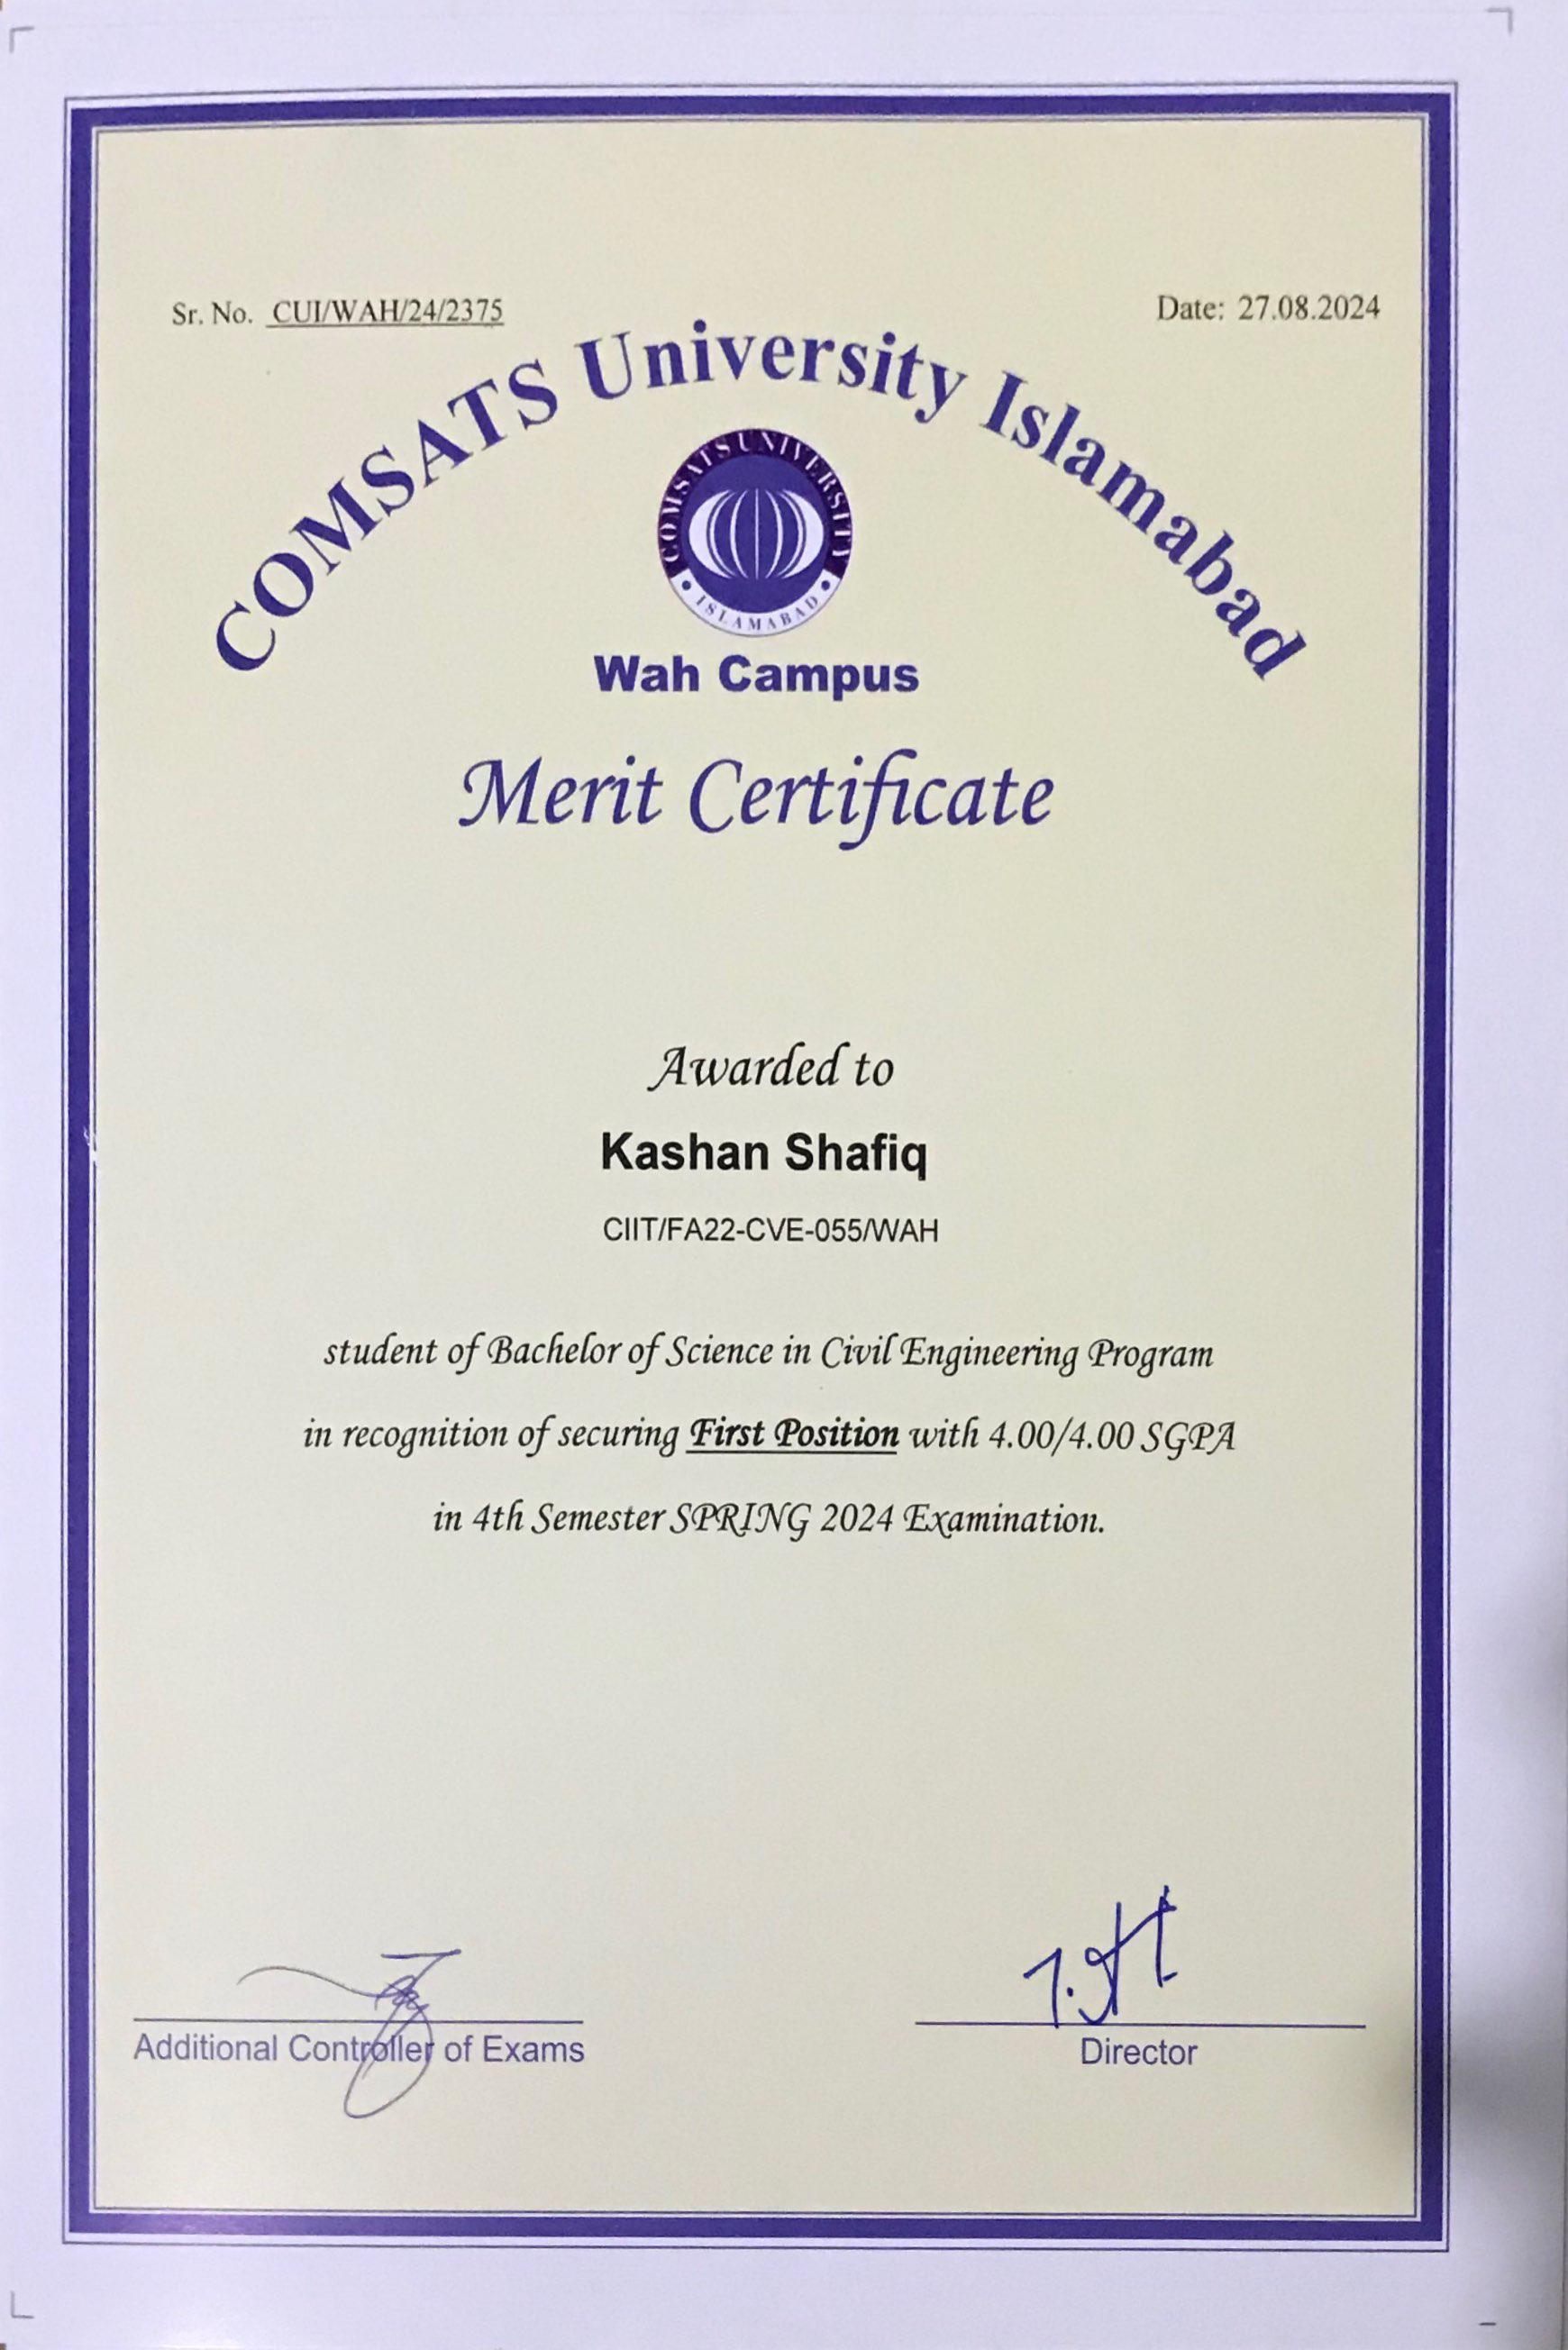 Sr. No. CUI/WAH/24/2375
Date: 27.08.2024
COMSATS University Islamabad
COMSATS UNIVERSITY
• ISLAMABAD •
Wah Campus
Merit Certificate
Awarded to
Kashan Shafiq
CIIT/FA22-CVE-055/WAH
student of Bachelor of Science in Civil Engineering Program
in recognition of securing First Position with 4.00/4.00 SGPA
in 4th Semester SPRING 2024 Examination.
Additional Controller of Exams
Director